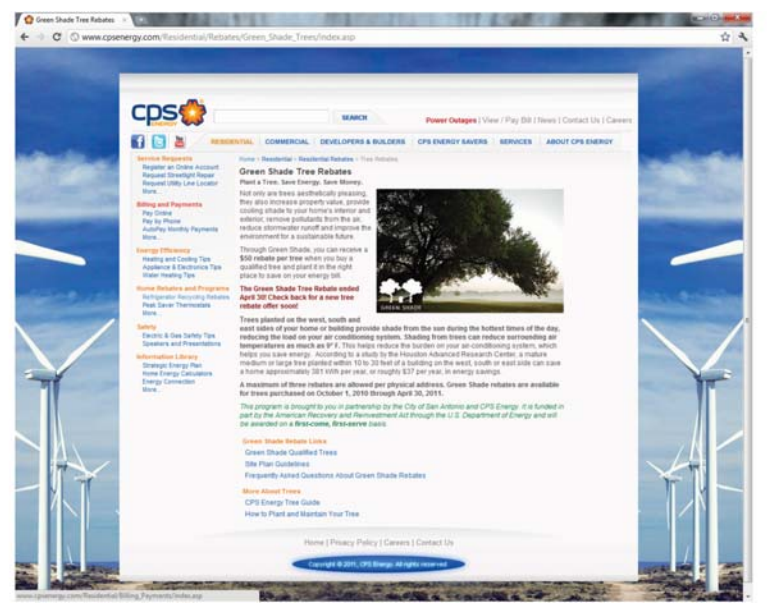 Green Shade Tree Rebates
www.cpsenergy.com/Residential/Rebates/Green_Shade_Trees/index.asp
cps
ENERGY
SEARCH
Power Outages | View / Pay Bill | News | Contact Us | Careers
RESIDENTIAL COMMERCIAL DEVELOPERS & BUILDERS CPS ENERGY SAVERS SERVICES ABOUT CPS ENERGY
Service Requests
Register an Online Account
Request Streetlight Repair
Request Utility Line Locator
More...
Billing and Payments
Pay Online
Pay by Phone
AutoPay Monthly Payments
More...
Energy Efficiency
Heating and Cooling Tips
Appliance & Electronics Tips
Water Heating Tips
Home Rebates and Programs
Refrigerator Recycling Rebates
Peak Saver Thermostats
More...
Safety
Electric & Gas Safety Tips
Speakers and Presentations
Information Library
Strategic Energy Plan
Home Energy Calculators
Energy Connection
More...
Home > Residential > Residential Rebates > Tree Rebates
Green Shade Tree Rebates
Plant a Tree. Save Energy. Save Money.
Not only are trees aesthetically pleasing,
they also increase property value, provide
cooling shade to your home's interior and
exterior, remove pollutants from the air,
reduce stormwater runoff and improve the
environment for a sustainable future.
Through Green Shade, you can receive a
$50 rebate per tree when you buy a
qualified tree and plant it in the right
place to save on your energy bill.
The Green Shade Tree Rebate ended
April 30! Check back for a new tree
rebate offer soon!
GREEN SHADE
Trees planted on the west, south and
east sides of your home or building provide shade from the sun during the hottest times of the day,
reducing the load on your air conditioning system. Shading from trees can reduce surrounding air
temperatures as much as 9° F. This helps reduce the burden on your air-conditioning system, which
helps you save energy. According to a study by the Houston Advanced Research Center, a mature
medium or large tree planted within 10 to 30 feet of a building on the west, south or east side can save
a home approximately 381 kWh per year, or roughly $37 per year, in energy savings.
A maximum of three rebates are allowed per physical address. Green Shade rebates are available
for trees purchased on October 1, 2010 through April 30, 2011.
This program is brought to you in partnership by the City of San Antonio and CPS Energy. It is funded in
part by the American Recovery and Reinvestment Act through the U.S. Department of Energy and will
be awarded on a first-come, first-serve basis.
Green Shade Rebate Links
Green Shade Qualified Trees
Site Plan Guidelines
Frequently Asked Questions About Green Shade Rebates
More About Trees
CPS Energy Tree Guide
How to Plant and Maintain Your Tree
Home | Privacy Policy | Careers | Contact Us
Copyright © 2011, CPS Energy. All rights reserved
www.cpsenergy.com/Residential/Billing_Payments/index.asp